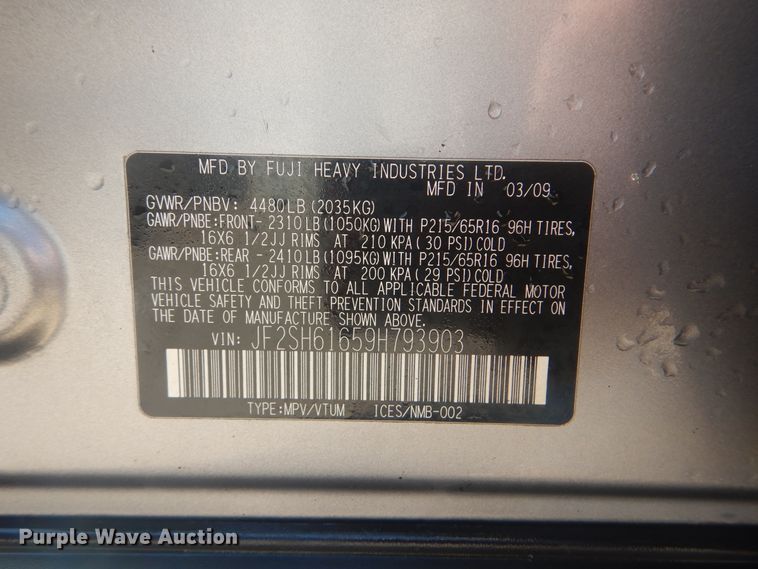 MFD BY FUJI HEAVY INDUSTRIES LTD.
MFD IN 03/09
GVWR/PNBV: 4480LB(2035KG)
GAWR/PNBE:FRONT- 2310LB(1050KG)WITH P215/65R16 96H TIRES,
16X6 1/2JJ RIMS AT 210 KPA(30 PSI)COLD
GAWR/PNBE:REAR - 2410LB(1095KG)WITH P215/65R16 96H TIRES,
16X6 1/2JJ RIMS AT 200 KPA(29 PSI)COLD
THIS VEHICLE CONFORMS TO ALL APPLICABLE FEDERAL MOTOR
VEHICLE SAFETY AND THEFT PREVENTION STANDARDS IN EFFECT ON
THE DATE OF MANUFACTURE SHOWN ABOVE.
VIN: JF2SH61659H793903
TYPE:MPV/VTUM ICES/NMB-002
Purple Wave Auction